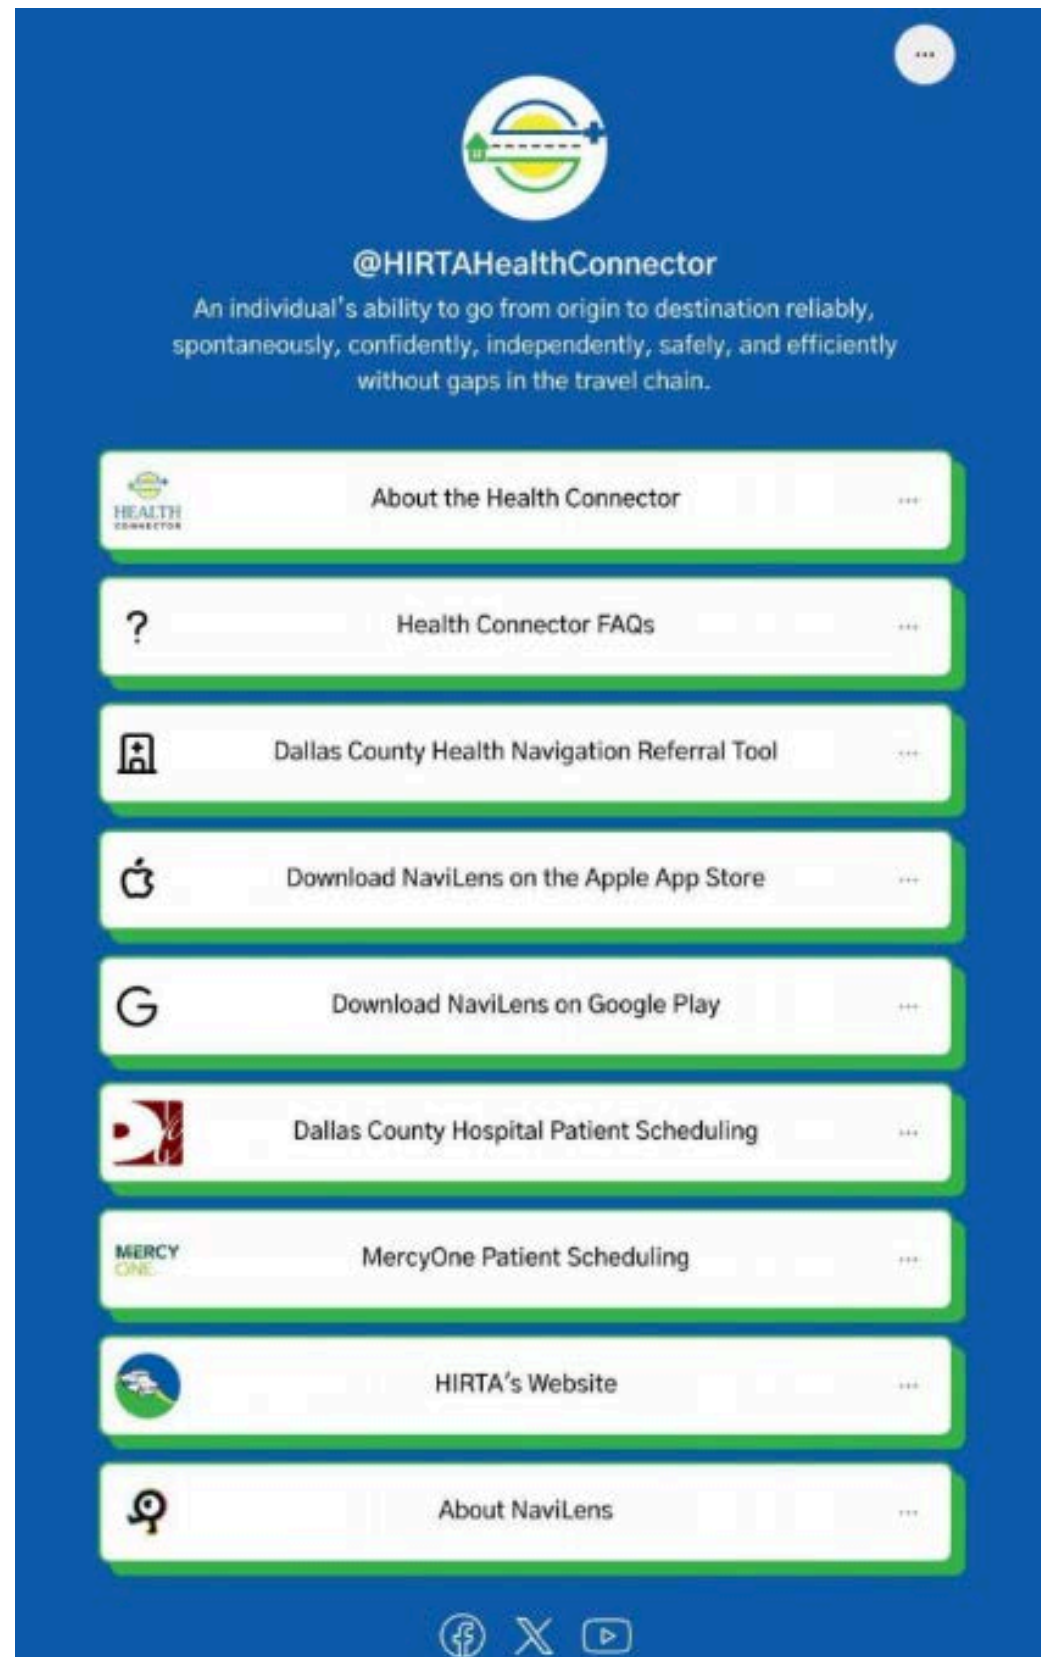 @HIRTAHealthConnector
An individual's ability to go from origin to destination reliably,
spontaneously, confidently, independently, safely, and efficiently
without gaps in the travel chain.
HEALTH
CONNECTOR
About the Health Connector
?
Health Connector FAQs
Dallas County Health Navigation Referral Tool
Download NaviLens on the Apple App Store
G
Download NaviLens on Google Play
Dallas County Hospital Patient Scheduling
MERCY
ONE
MercyOne Patient Scheduling
HIRTA's Website
About NaviLens